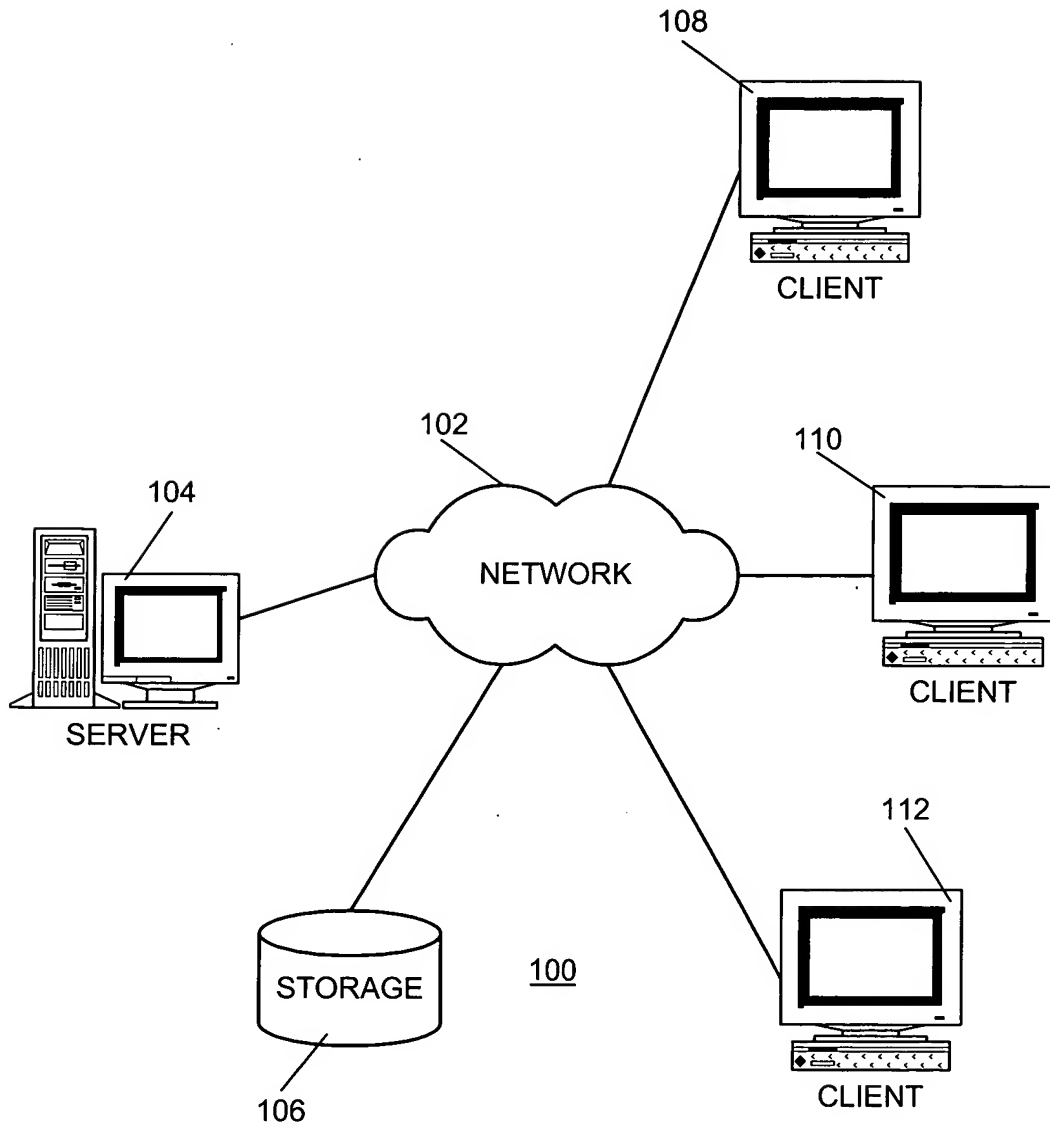 108
CLIENT
102
110
104
NETWORK
CLIENT
SERVER
112
STORAGE
100
CLIENT
106